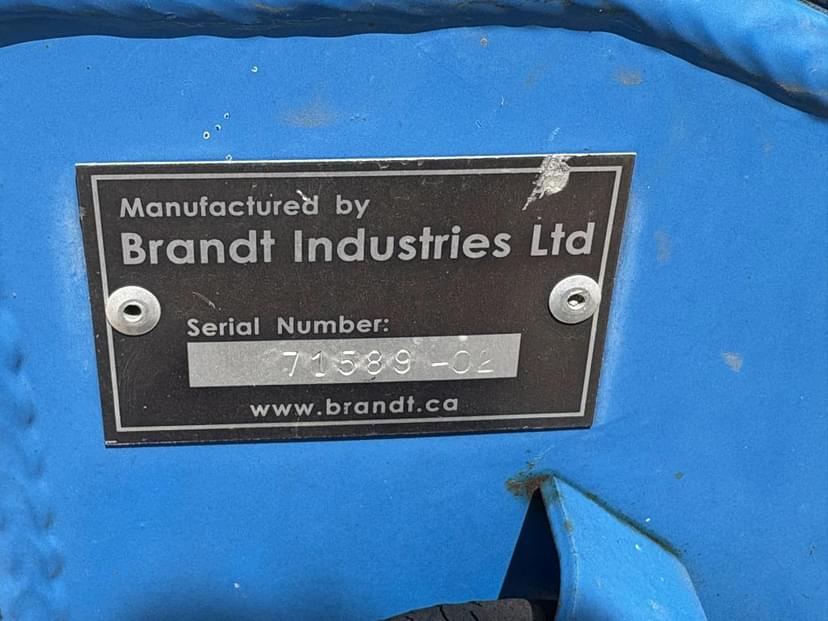 Manufactured by
Brandt Industries Ltd
Serial Number:
71589-02
www.brandt.ca